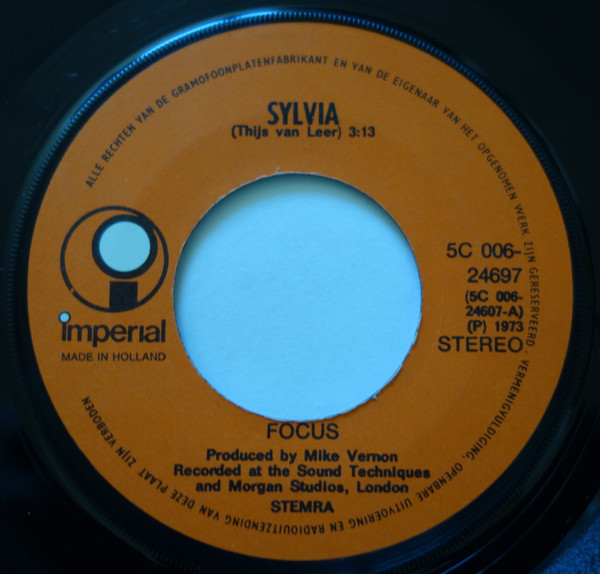 ALLE RECHTEN VAN DE GRAMOFOONPLATENFABRIKANT EN VAN DE EIGENAAR VAN HET OPGENOMEN WERK ZIJN GERESERVEERD. VERMENIGVULDIGING, OPENBARE UITVOERING EN RADIOUITZENDING VAN DEZE PLAAT ZIJN VERBODEN
SYLVIA
(Thijs van Leer) 3:13
imperial
MADE IN HOLLAND
5C 006-
24697
(5C 006-
24607-A)
(P) 1973
STEREO
FOCUS
Produced by Mike Vernon
Recorded at the Sound Techniques
and Morgan Studios, London
STEMRA